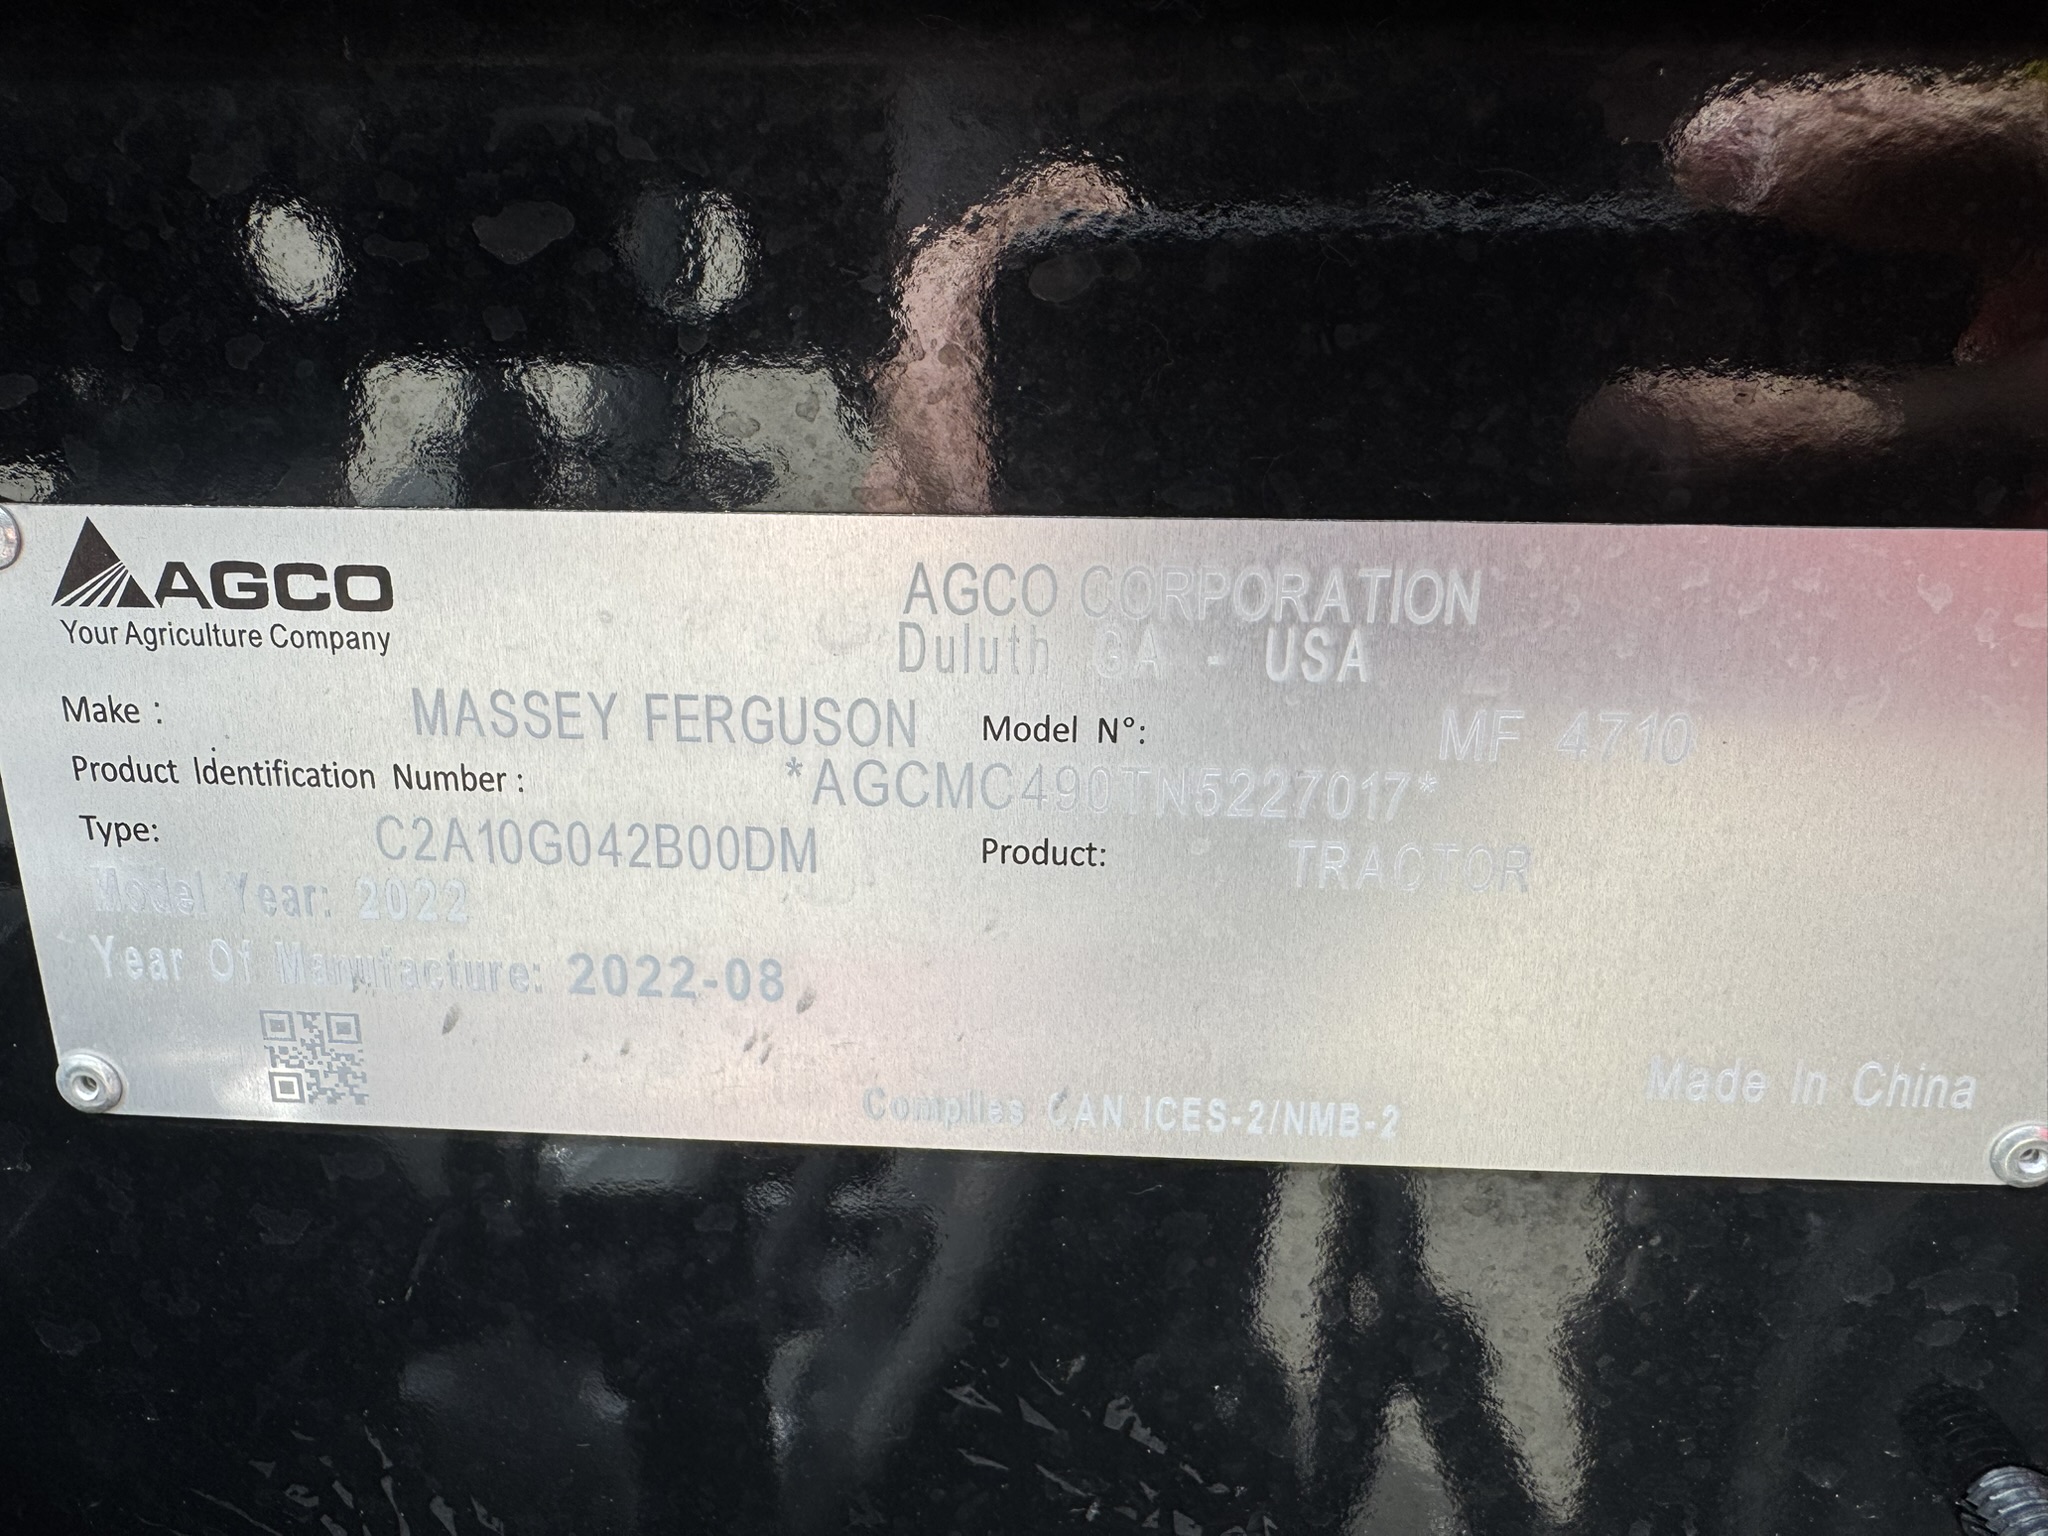 AGCO
Your Agriculture Company
AGCO CORPORATION
Duluth GA - USA
Make : MASSEY FERGUSON Model N°: MF 4710
Product Identification Number : *AGCMC490TN5227017*
Type: C2A10G042B00DM Product: TRACTOR
Model Year: 2022
Year Of Manufacture: 2022-08
Complies CAN ICES-2/NMB-2
Made In China